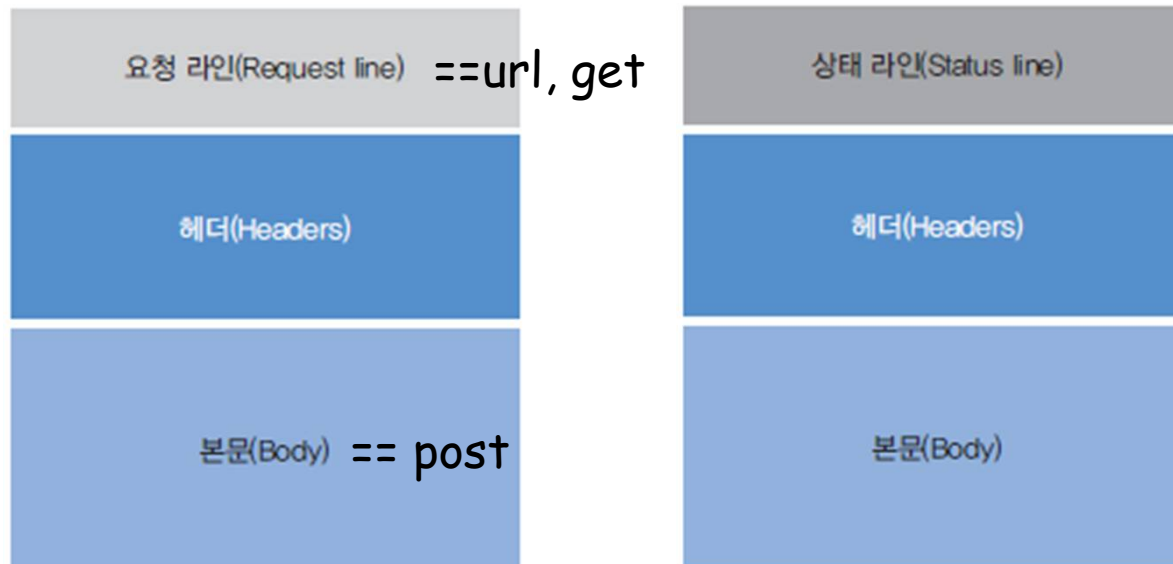 요청 라인(Request line) ==url, get
헤더(Headers)
본문(Body) == post
상태 라인(Status line)
헤더(Headers)
본문(Body)